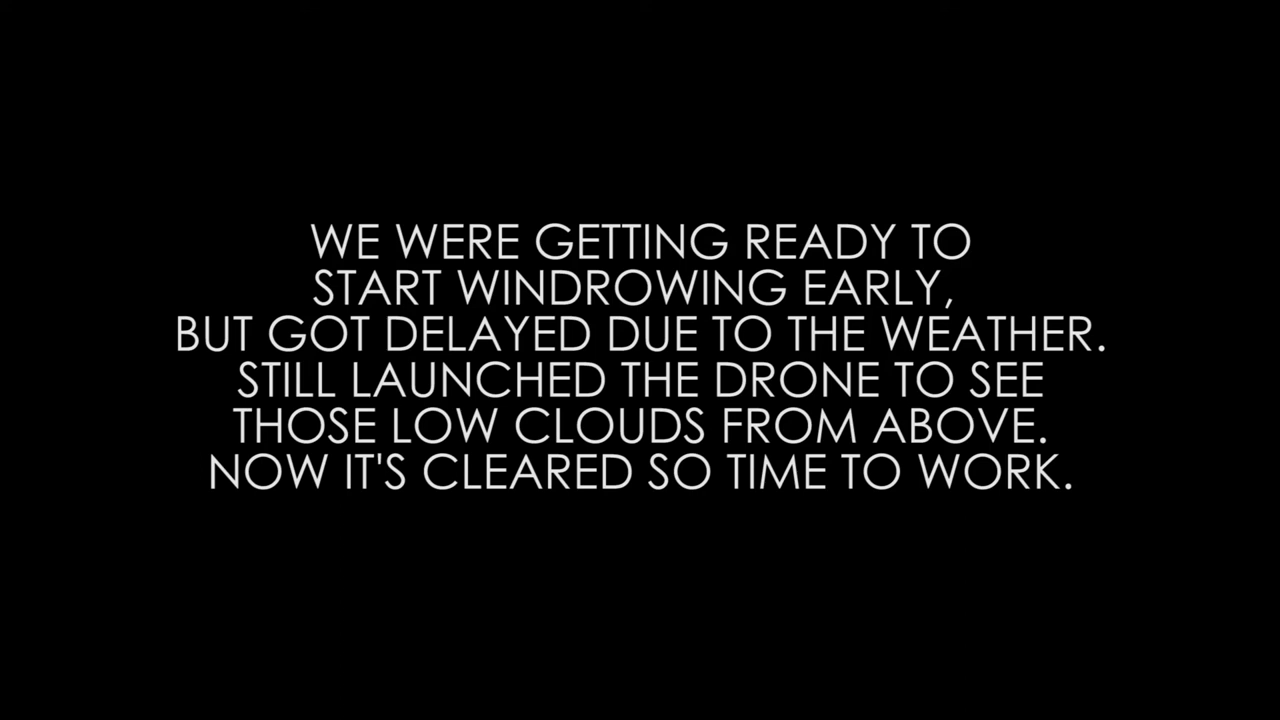 WE WERE GETTING READY TO
START WINDROWING EARLY,
BUT GOT DELAYED DUE TO THE WEATHER.
STILL LAUNCHED THE DRONE TO SEE
THOSE LOW CLOUDS FROM ABOVE.
NOW IT'S CLEARED SO TIME TO WORK.